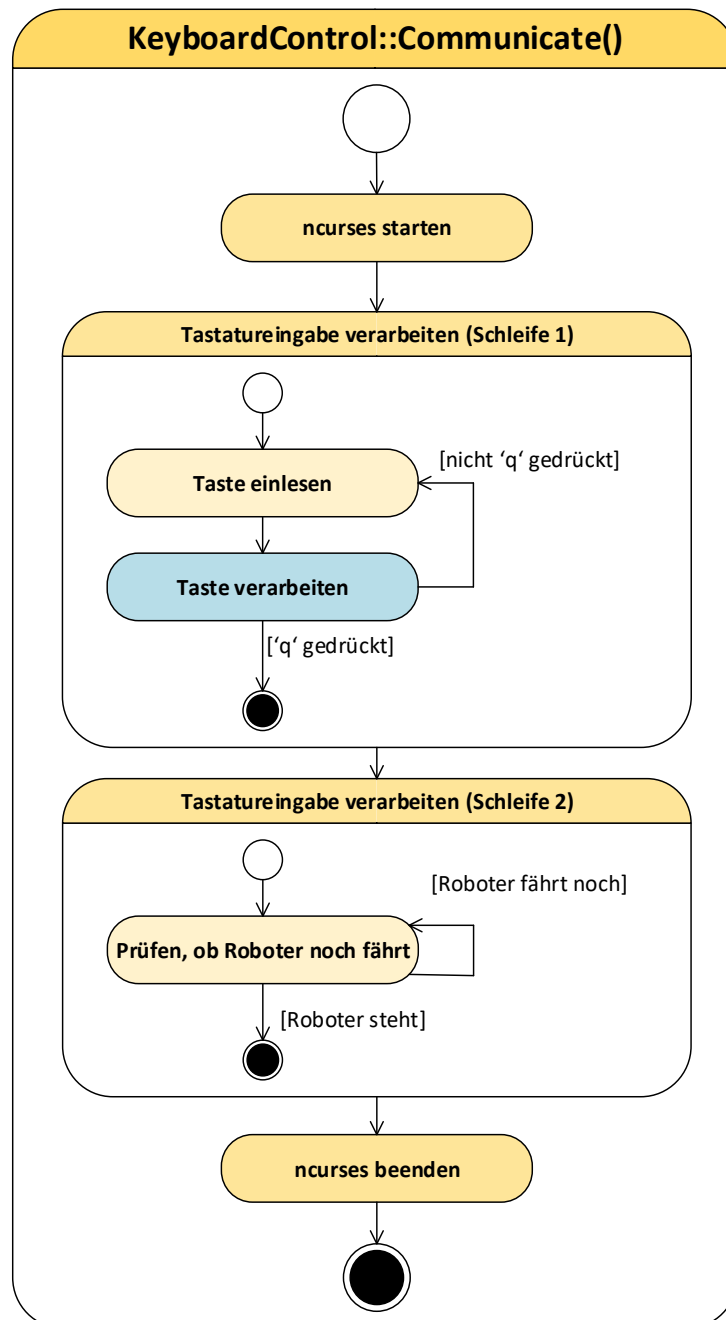 KeyboardControl::Communicate()
ncurses starten
Tastatureingabe verarbeiten (Schleife 1)
[nicht ‘q‘ gedrückt]
Taste einlesen
Taste verarbeiten
[‘q‘ gedrückt]
Tastatureingabe verarbeiten (Schleife 2)
[Roboter fährt noch]
Prüfen, ob Roboter noch fährt
[Roboter steht]
ncurses beenden